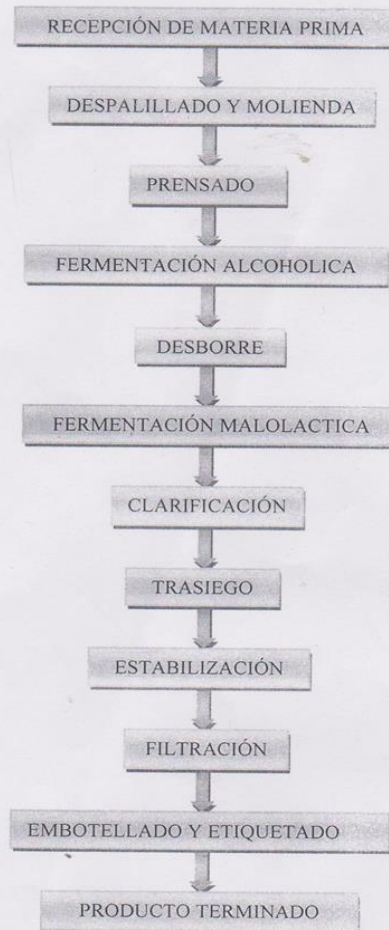 RECEPCIÓN DE MATERIA PRIMA
DESPALILLADO Y MOLIENDA
PRENSADO
FERMENTACIÓN ALCOHOLICA
DESBORRE
FERMENTACIÓN MALOLACTICA
CLARIFICACIÓN
TRASIEGO
ESTABILIZACIÓN
FILTRACIÓN
EMBOTELLADO Y ETIQUETADO
PRODUCTO TERMINADO